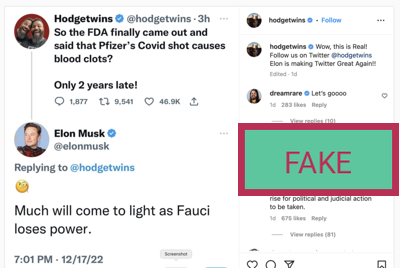 Hodgetwins @hodgetwins · 3h
So the FDA finally came out and
said that Pfizer's Covid shot causes
blood clots?
Only 2 years late!
1,877 9,541 46.9K
Elon Musk
@elonmusk
Replying to @hodgetwins
🧐
Much will come to light as Fauci
loses power.
Screenshot
7:01 PM · 12/17/22
hodgetwins • Follow
hodgetwins Wow, this is Real!
Follow us on Twitter @hodgetwins
Elon is making Twitter Great Again!!
Edited · 1d
dreamrare Let's goooo
1d 283 likes Reply
View replies (10)
FAKE
rise for political and judicial action
to be taken.
1d 675 likes Reply
View replies (81)